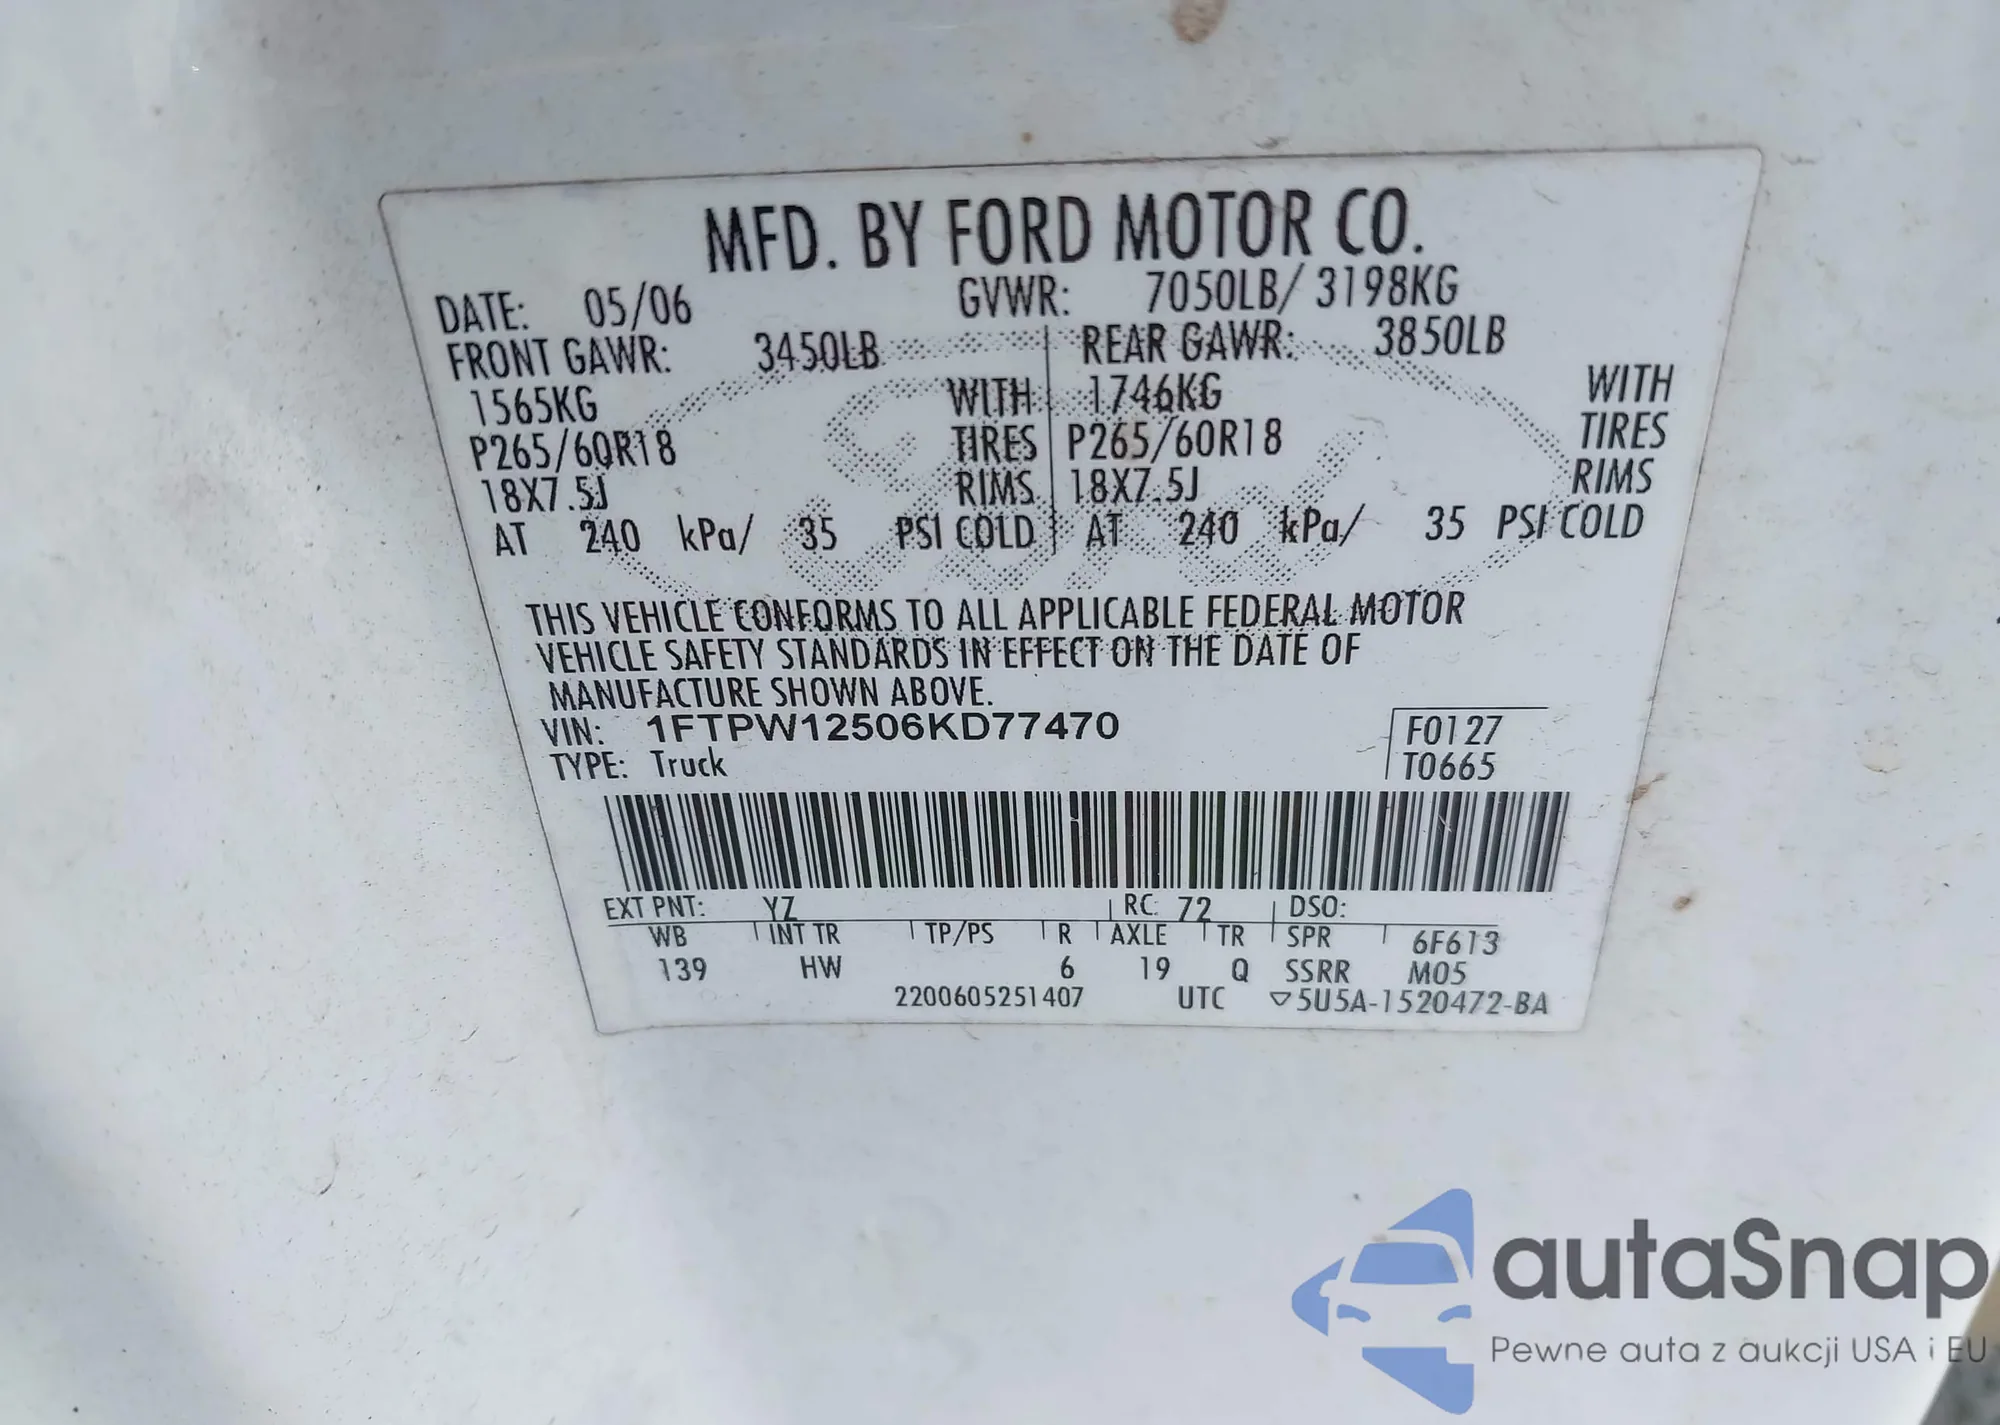 MFD. BY FORD MOTOR CO.
DATE: 05/06 GVWR: 7050LB/ 3198KG
FRONT GAWR: 3450LB REAR GAWR: 3850LB
1565KG WITH 1746KG WITH
P265/60R18 TIRES P265/60R18 TIRES
18X7.5J RIMS 18X7.5J RIMS
AT 240 kPa/ 35 PSI COLD AT 240 kPa/ 35 PSI COLD
THIS VEHICLE CONFORMS TO ALL APPLICABLE FEDERAL MOTOR
VEHICLE SAFETY STANDARDS IN EFFECT ON THE DATE OF
MANUFACTURE SHOWN ABOVE.
VIN: 1FTPW12506KD77470 F0127
TYPE: Truck T0665
EXT PNT: YZ RC: 72 DSO:
WB INT TR TP/PS R AXLE TR SPR 6F613
139 HW 6 19 Q SSRR M05
2200605251407 UTC ▽5U5A-1520472-BA
autaSnap
Pewne auta z aukcji USA i EU